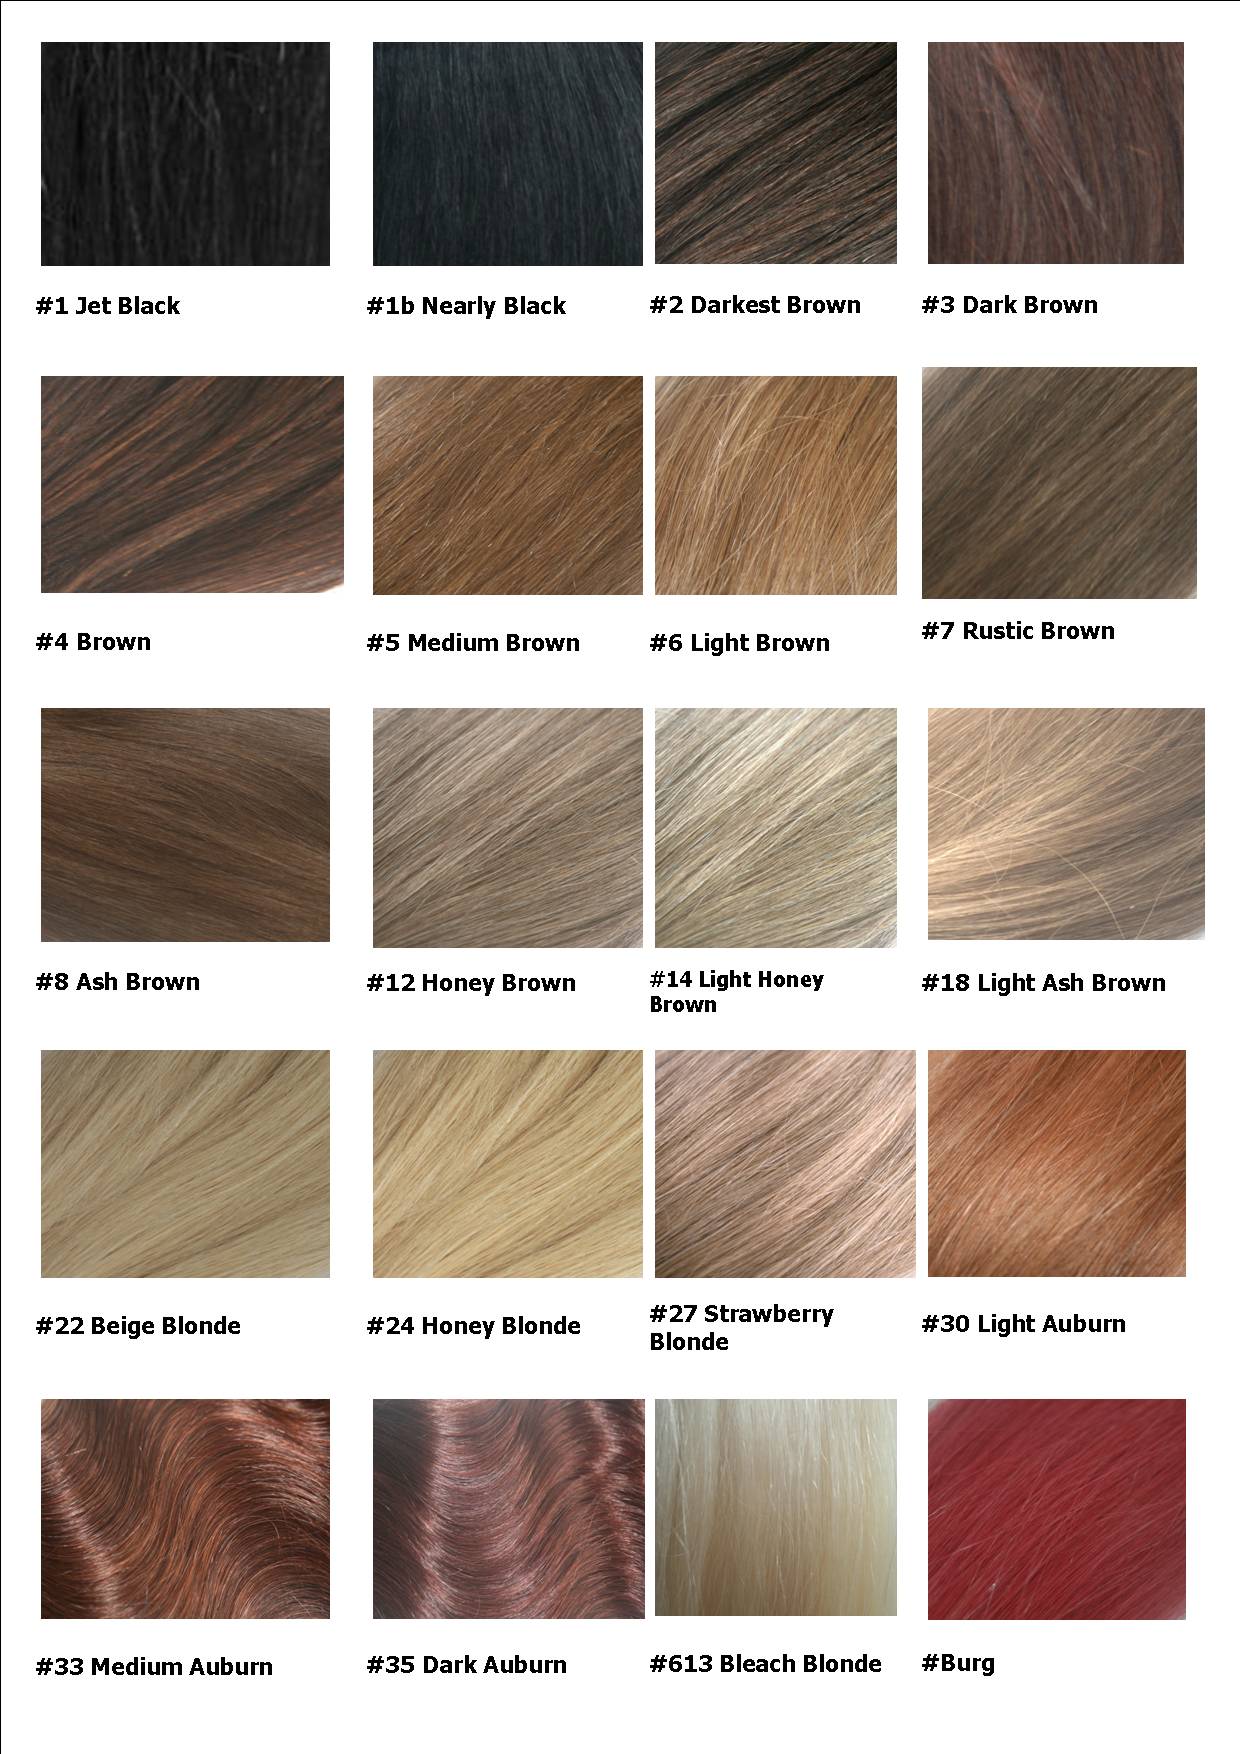 #1 Jet Black
#1b Nearly Black
#2 Darkest Brown
#3 Dark Brown
#4 Brown
#5 Medium Brown
#6 Light Brown
#7 Rustic Brown
#8 Ash Brown
#12 Honey Brown
#14 Light Honey
Brown
#18 Light Ash Brown
#22 Beige Blonde
#24 Honey Blonde
#27 Strawberry
Blonde
#30 Light Auburn
#33 Medium Auburn
#35 Dark Auburn
#613 Bleach Blonde
#Burg